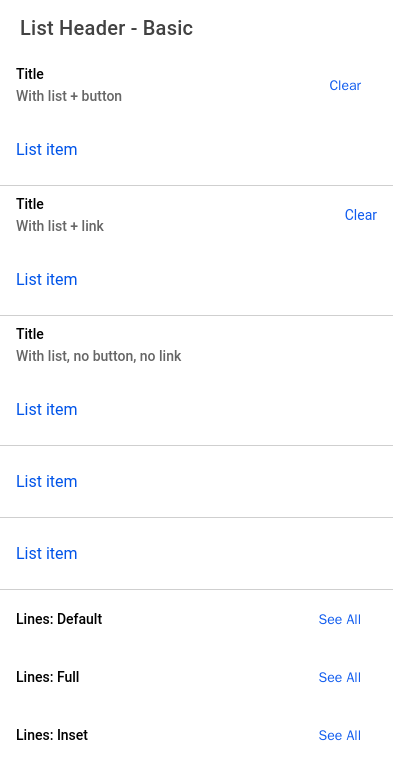 List Header - Basic
Title
With list + button
Clear
List item
Title
With list + link
Clear
List item
Title
With list, no button, no link
List item
List item
List item
Lines: Default
See All
Lines: Full
See All
Lines: Inset
See All